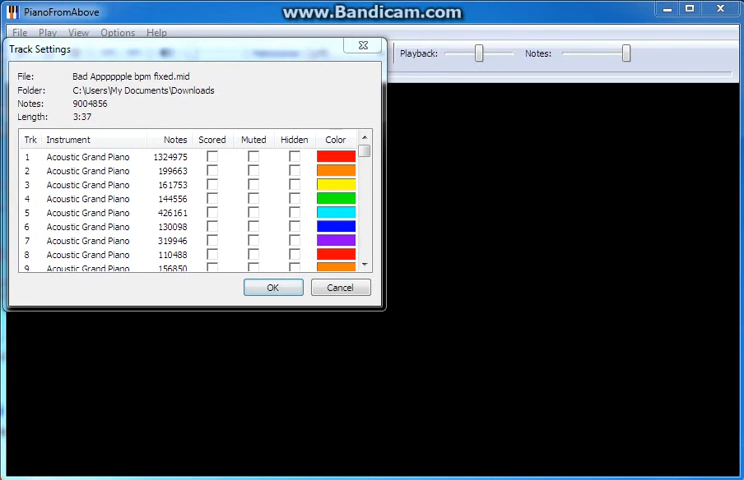 PianoFromAbove
www.Bandicam.com
File Play View Options Help
Playback:
Notes:
Track Settings
File: Bad Apppppple bpm fixed.mid
Folder: C:\Users\My Documents\Downloads
Notes: 9004856
Length: 3:37
Trk Instrument Notes Scored Muted Hidden Color
1 Acoustic Grand Piano 1324975
2 Acoustic Grand Piano 199663
3 Acoustic Grand Piano 161753
4 Acoustic Grand Piano 144556
5 Acoustic Grand Piano 426161
6 Acoustic Grand Piano 130098
7 Acoustic Grand Piano 319946
8 Acoustic Grand Piano 110488
9 Acoustic Grand Piano 156850
OK Cancel